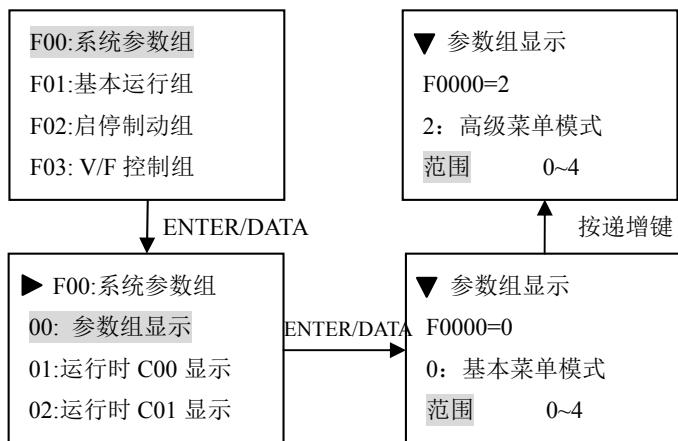 F00:系统参数组
F01:基本运行组
F02:启停制动组
F03: V/F 控制组
ENTER/DATA
▶ F00:系统参数组
00: 参数组显示
01:运行时 C00 显示
02:运行时 C01 显示
ENTER/DATA
▼ 参数组显示
F0000=0
0：基本菜单模式
范围 0~4
按递增键
▼ 参数组显示
F0000=2
2：高级菜单模式
范围 0~4